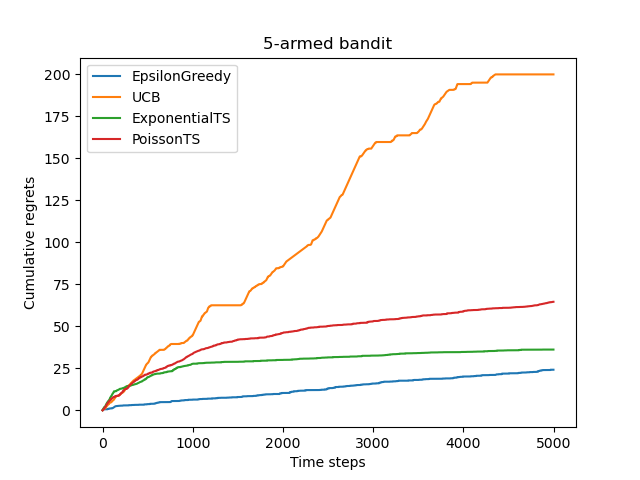 5-armed bandit
EpsilonGreedy
UCB
ExponentialTS
PoissonTS
Cumulative regrets
200
175
150
125
100
75
50
25
0
0 1000 2000 3000 4000 5000
Time steps